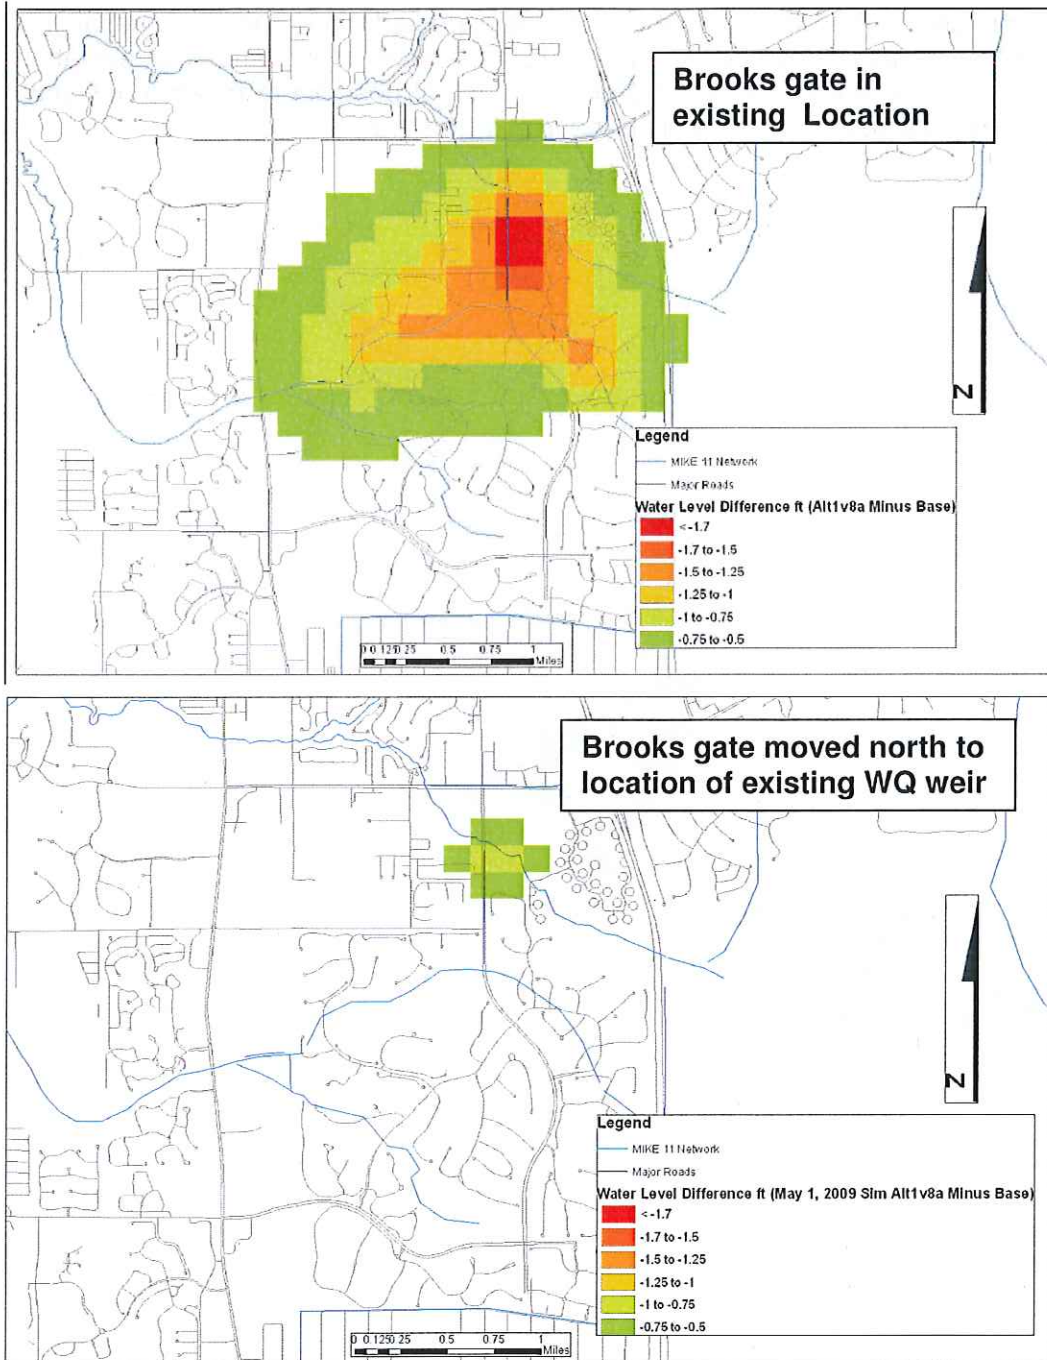 Brooks gate in
existing Location
N
Legend
MIKE 11 Network
Major Roads
Water Level Difference ft (Alt1v8a Minus Base)
<-1.7
-1.7 to -1.5
-1.5 to -1.25
-1.25 to -1
-1 to -0.75
-0.75 to -0.5
0 0.125 0.25 0.5 0.75 1
Miles
Brooks gate moved north to
location of existing WQ weir
N
Legend
MIKE 11 Network
Major Roads
Water Level Difference ft (May 1, 2009 Sim Alt1v8a Minus Base)
<-1.7
-1.7 to -1.5
-1.5 to -1.25
-1.25 to -1
-1 to -0.75
-0.75 to -0.5
0 0.125 0.25 0.5 0.75 1
Miles